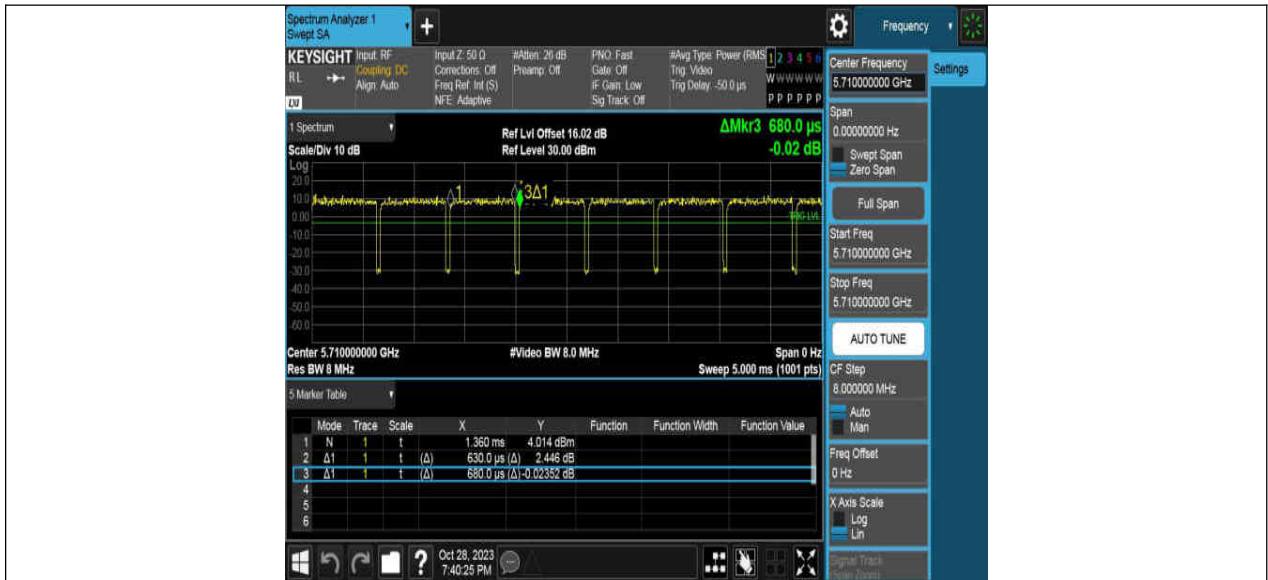 Spectrum Analyzer 1
Swept SA
+
Frequency
KEYSIGHT
RL
LXI
Input: RF
Coupling: DC
Align: Auto
Input Z: 50 Ω
Corrections: Off
Freq Ref: Int (S)
NFE: Adaptive
#Atten: 26 dB
Preamp: Off
PNO: Fast
Gate: Off
IF Gain: Low
Sig Track: Off
#Avg Type: Power (RMS
Trig: Video
Trig Delay: -50.0 µs
1 2 3 4 5 6
W W W W W W
P P P P P P
Center Frequency
5.710000000 GHz
Settings
Span
0.00000000 Hz
Swept Span
Zero Span
Full Span
Start Freq
5.710000000 GHz
Stop Freq
5.710000000 GHz
AUTO TUNE
CF Step
8.000000 MHz
Auto
Man
Freq Offset
0 Hz
X Axis Scale
Log
Lin
Signal Track
(Span Zoom)
1 Spectrum
Scale/Div 10 dB
Ref Lvl Offset 16.02 dB
Ref Level 30.00 dBm
ΔMkr3 680.0 µs
-0.02 dB
Log
20.0
10.0
0.00
-10.0
-20.0
-30.0
-40.0
-50.0
-60.0
1
3Δ1
TRIG LVL
Center 5.710000000 GHz
#Video BW 8.0 MHz
Span 0 Hz
Res BW 8 MHz
Sweep 5.000 ms (1001 pts)
5 Marker Table
Mode Trace Scale X Y Function Function Width Function Value
1 N 1 t 1.360 ms 4.014 dBm
2 Δ1 1 t (Δ) 630.0 µs (Δ) 2.446 dB
3 Δ1 1 t (Δ) 680.0 µs (Δ) -0.02352 dB
4
5
6
?
Oct 28, 2023
7:40:25 PM